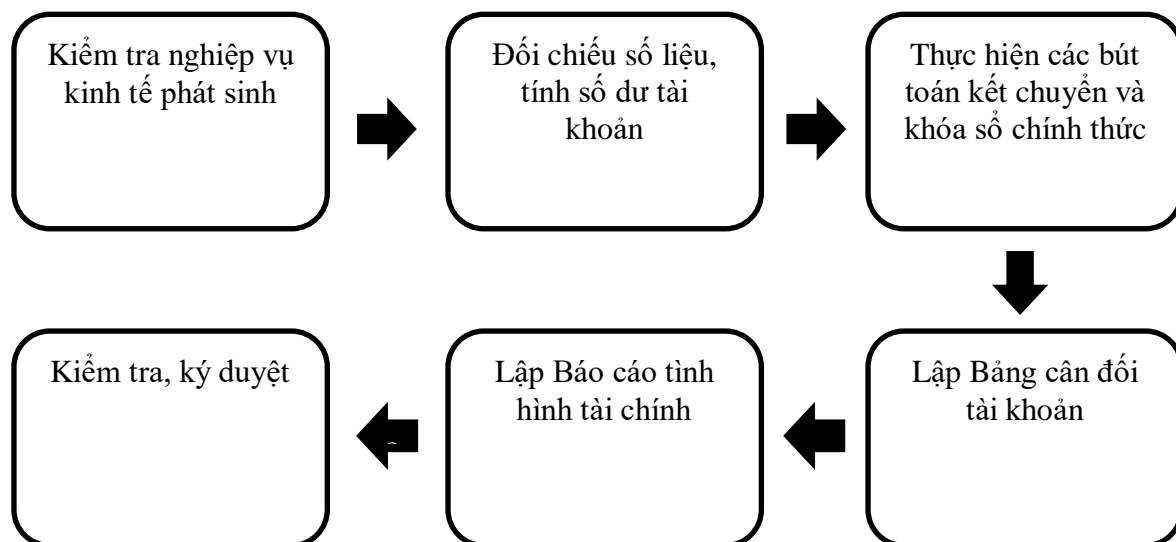 Kiểm tra nghiệp vụ
kinh tế phát sinh
Đối chiếu số liệu,
tính số dư tài
khoản
Thực hiện các bút
toán kết chuyển và
khóa sổ chính thức
Lập Bảng cân đối
tài khoản
Lập Báo cáo tình
hình tài chính
Kiểm tra, ký duyệt